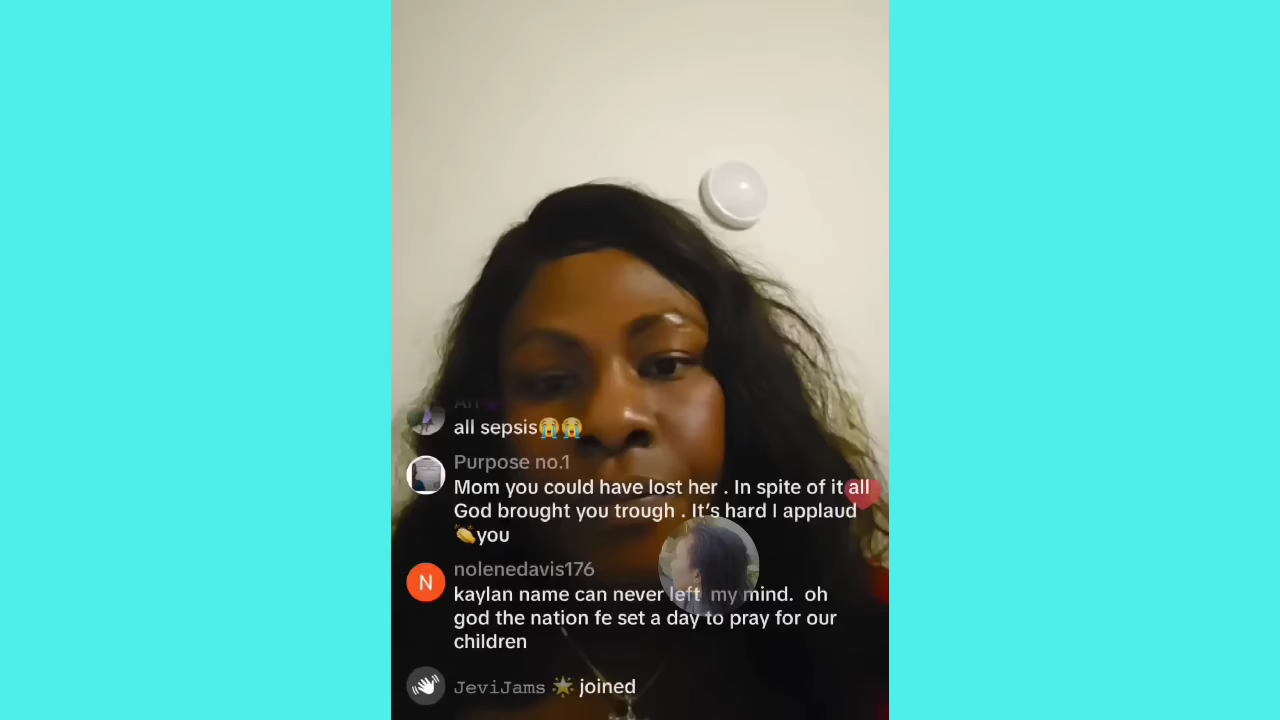 all sepsis😭😭
Purpose no.1
Mom you could have lost her . In spite of it all
God brought you trough . It’s hard I applaud
👏you
N
nolenedavis176
kaylan name can never left my mind. oh
god the nation fe set a day to pray for our
children
JeviJams 🌟 joined